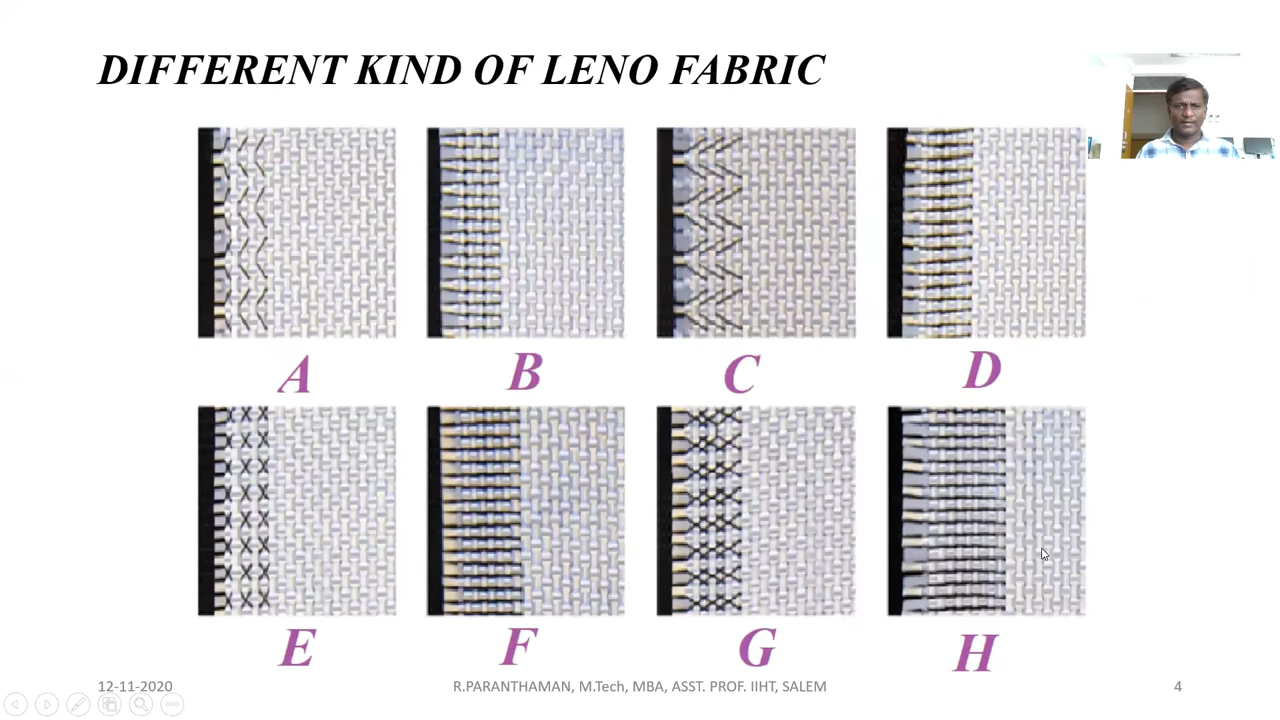 DIFFERENT KIND OF LENO FABRIC
A B C D
E F G H
12-11-2020 R.PARANTHAMAN, M.Tech, MBA, ASST. PROF. IIHT, SALEM 4